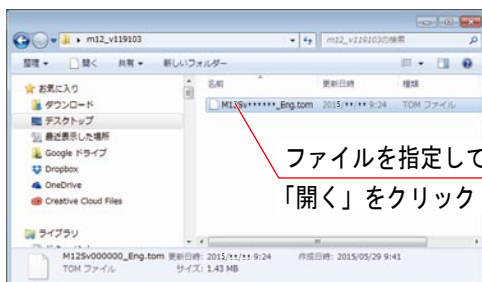 m12_v119103
m12_v119103の検索
整理 開く 共有 新しいフォルダー
お気に入り
ダウンロード
デスクトップ
最近表示した場所
Google ドライブ
Dropbox
OneDrive
Creative Cloud Files
ライブラリ
名前 更新日時 種類
M12Sv******_Eng.tom 2015/**/** 9:24 TOM ファイル
ファイルを指定して
「開く」をクリック
M12Sv000000_Eng.tom 更新日時: 2015/**/** 9:24 作成日時: 2015/05/29 9:41
TOM ファイル サイズ: 1.43 MB